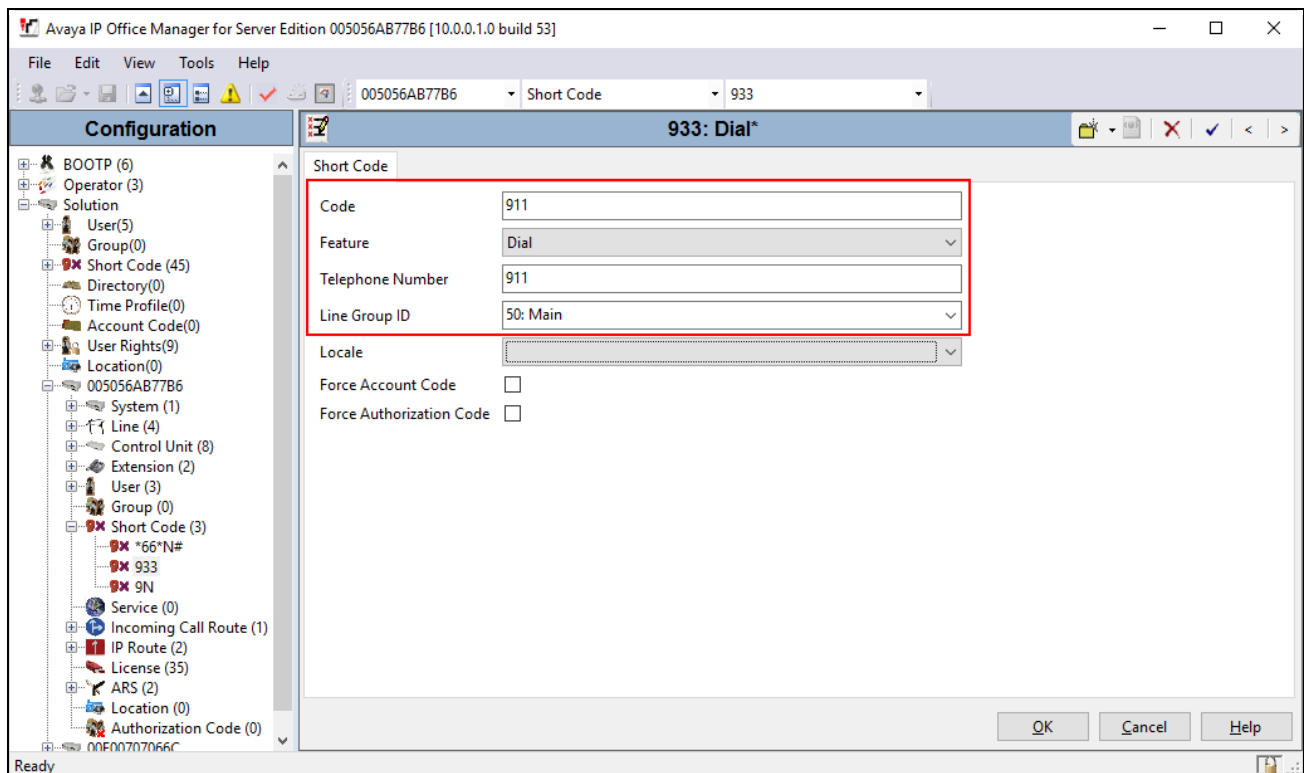 Avaya IP Office Manager for Server Edition 005056AB77B6 [10.0.0.1.0 build 53]
File Edit View Tools Help
005056AB77B6 Short Code 933
Configuration
933: Dial*
BOOTP (6)
Operator (3)
Solution
User(5)
Group(0)
Short Code (45)
Directory(0)
Time Profile(0)
Account Code(0)
User Rights(9)
Location(0)
005056AB77B6
System (1)
Line (4)
Control Unit (8)
Extension (2)
User (3)
Group (0)
Short Code (3)
*66*N#
933
9N
Service (0)
Incoming Call Route (1)
IP Route (2)
License (35)
ARS (2)
Location (0)
Authorization Code (0)
00E00707066C
Short Code
Code 911
Feature Dial
Telephone Number 911
Line Group ID 50: Main
Locale
Force Account Code
Force Authorization Code
OK Cancel Help
Ready